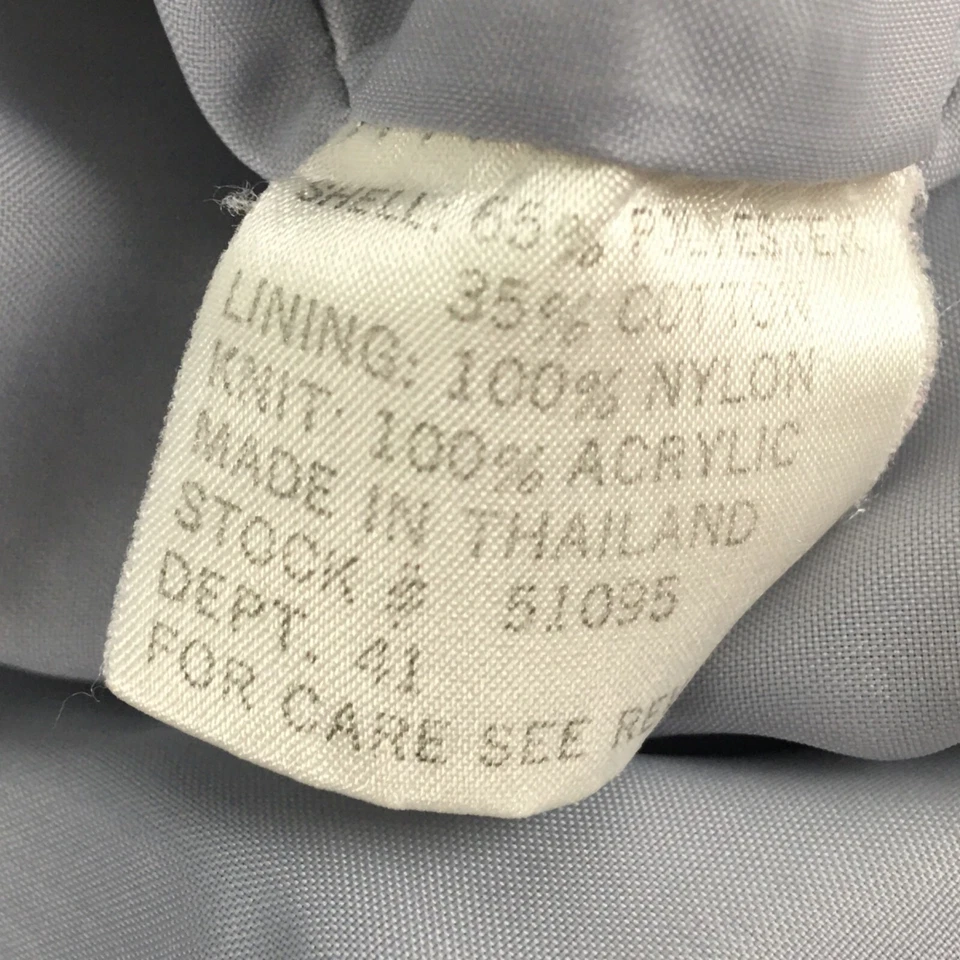 SHELL: 65% POLYESTER
35% COTTON
LINING: 100% NYLON
KNIT: 100% ACRYLIC
MADE IN THAILAND
STOCK # 51095
DEPT. 41
FOR CARE SEE